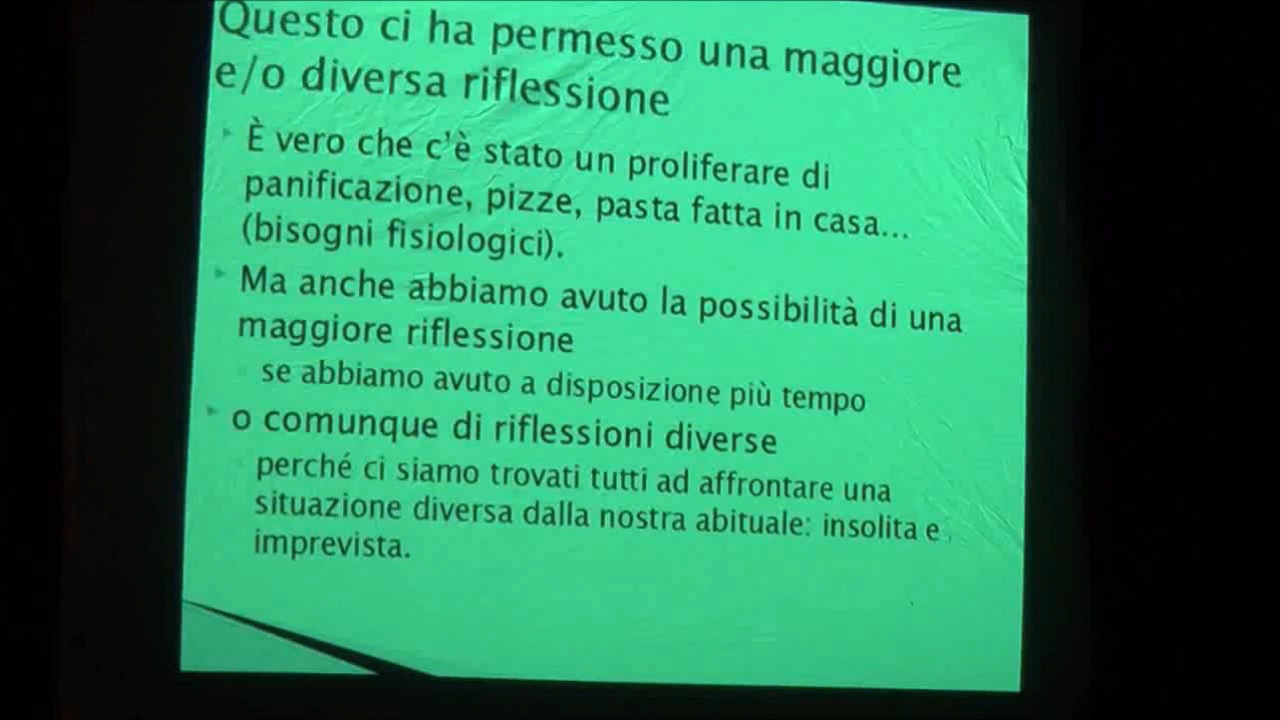 Questo ci ha permesso una maggiore
e/o diversa riflessione
È vero che c'è stato un proliferare di
panificazione, pizze, pasta fatta in casa...
(bisogni fisiologici).
Ma anche abbiamo avuto la possibilità di una
maggiore riflessione
se abbiamo avuto a disposizione più tempo
o comunque di riflessioni diverse
perché ci siamo trovati tutti ad affrontare una
situazione diversa dalla nostra abituale: insolita e
imprevista.